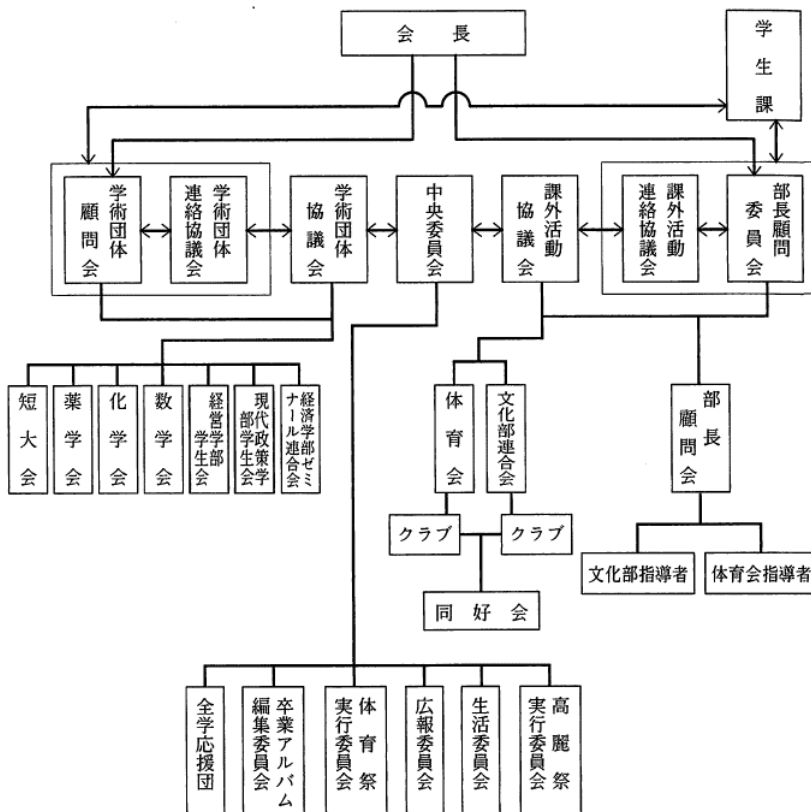 会長
学生課
学術団体
顧問会
学術団体
連絡協議会
学術団体
協議会
中央委員会
課外活動
協議会
課外活動
連絡協議会
部長顧問
委員会
短大会
薬学会
化学会
数学会
経営学部
学生会
現代政策学
部学生会
経済学部ゼミ
ナール連合会
体育会
文化部連合会
部長
顧問会
クラブ
クラブ
同好会
文化部指導者
体育会指導者
全学応援団
卒業アルバム
編集委員会
体育祭
実行委員会
広報委員会
生活委員会
高麗祭
実行委員会